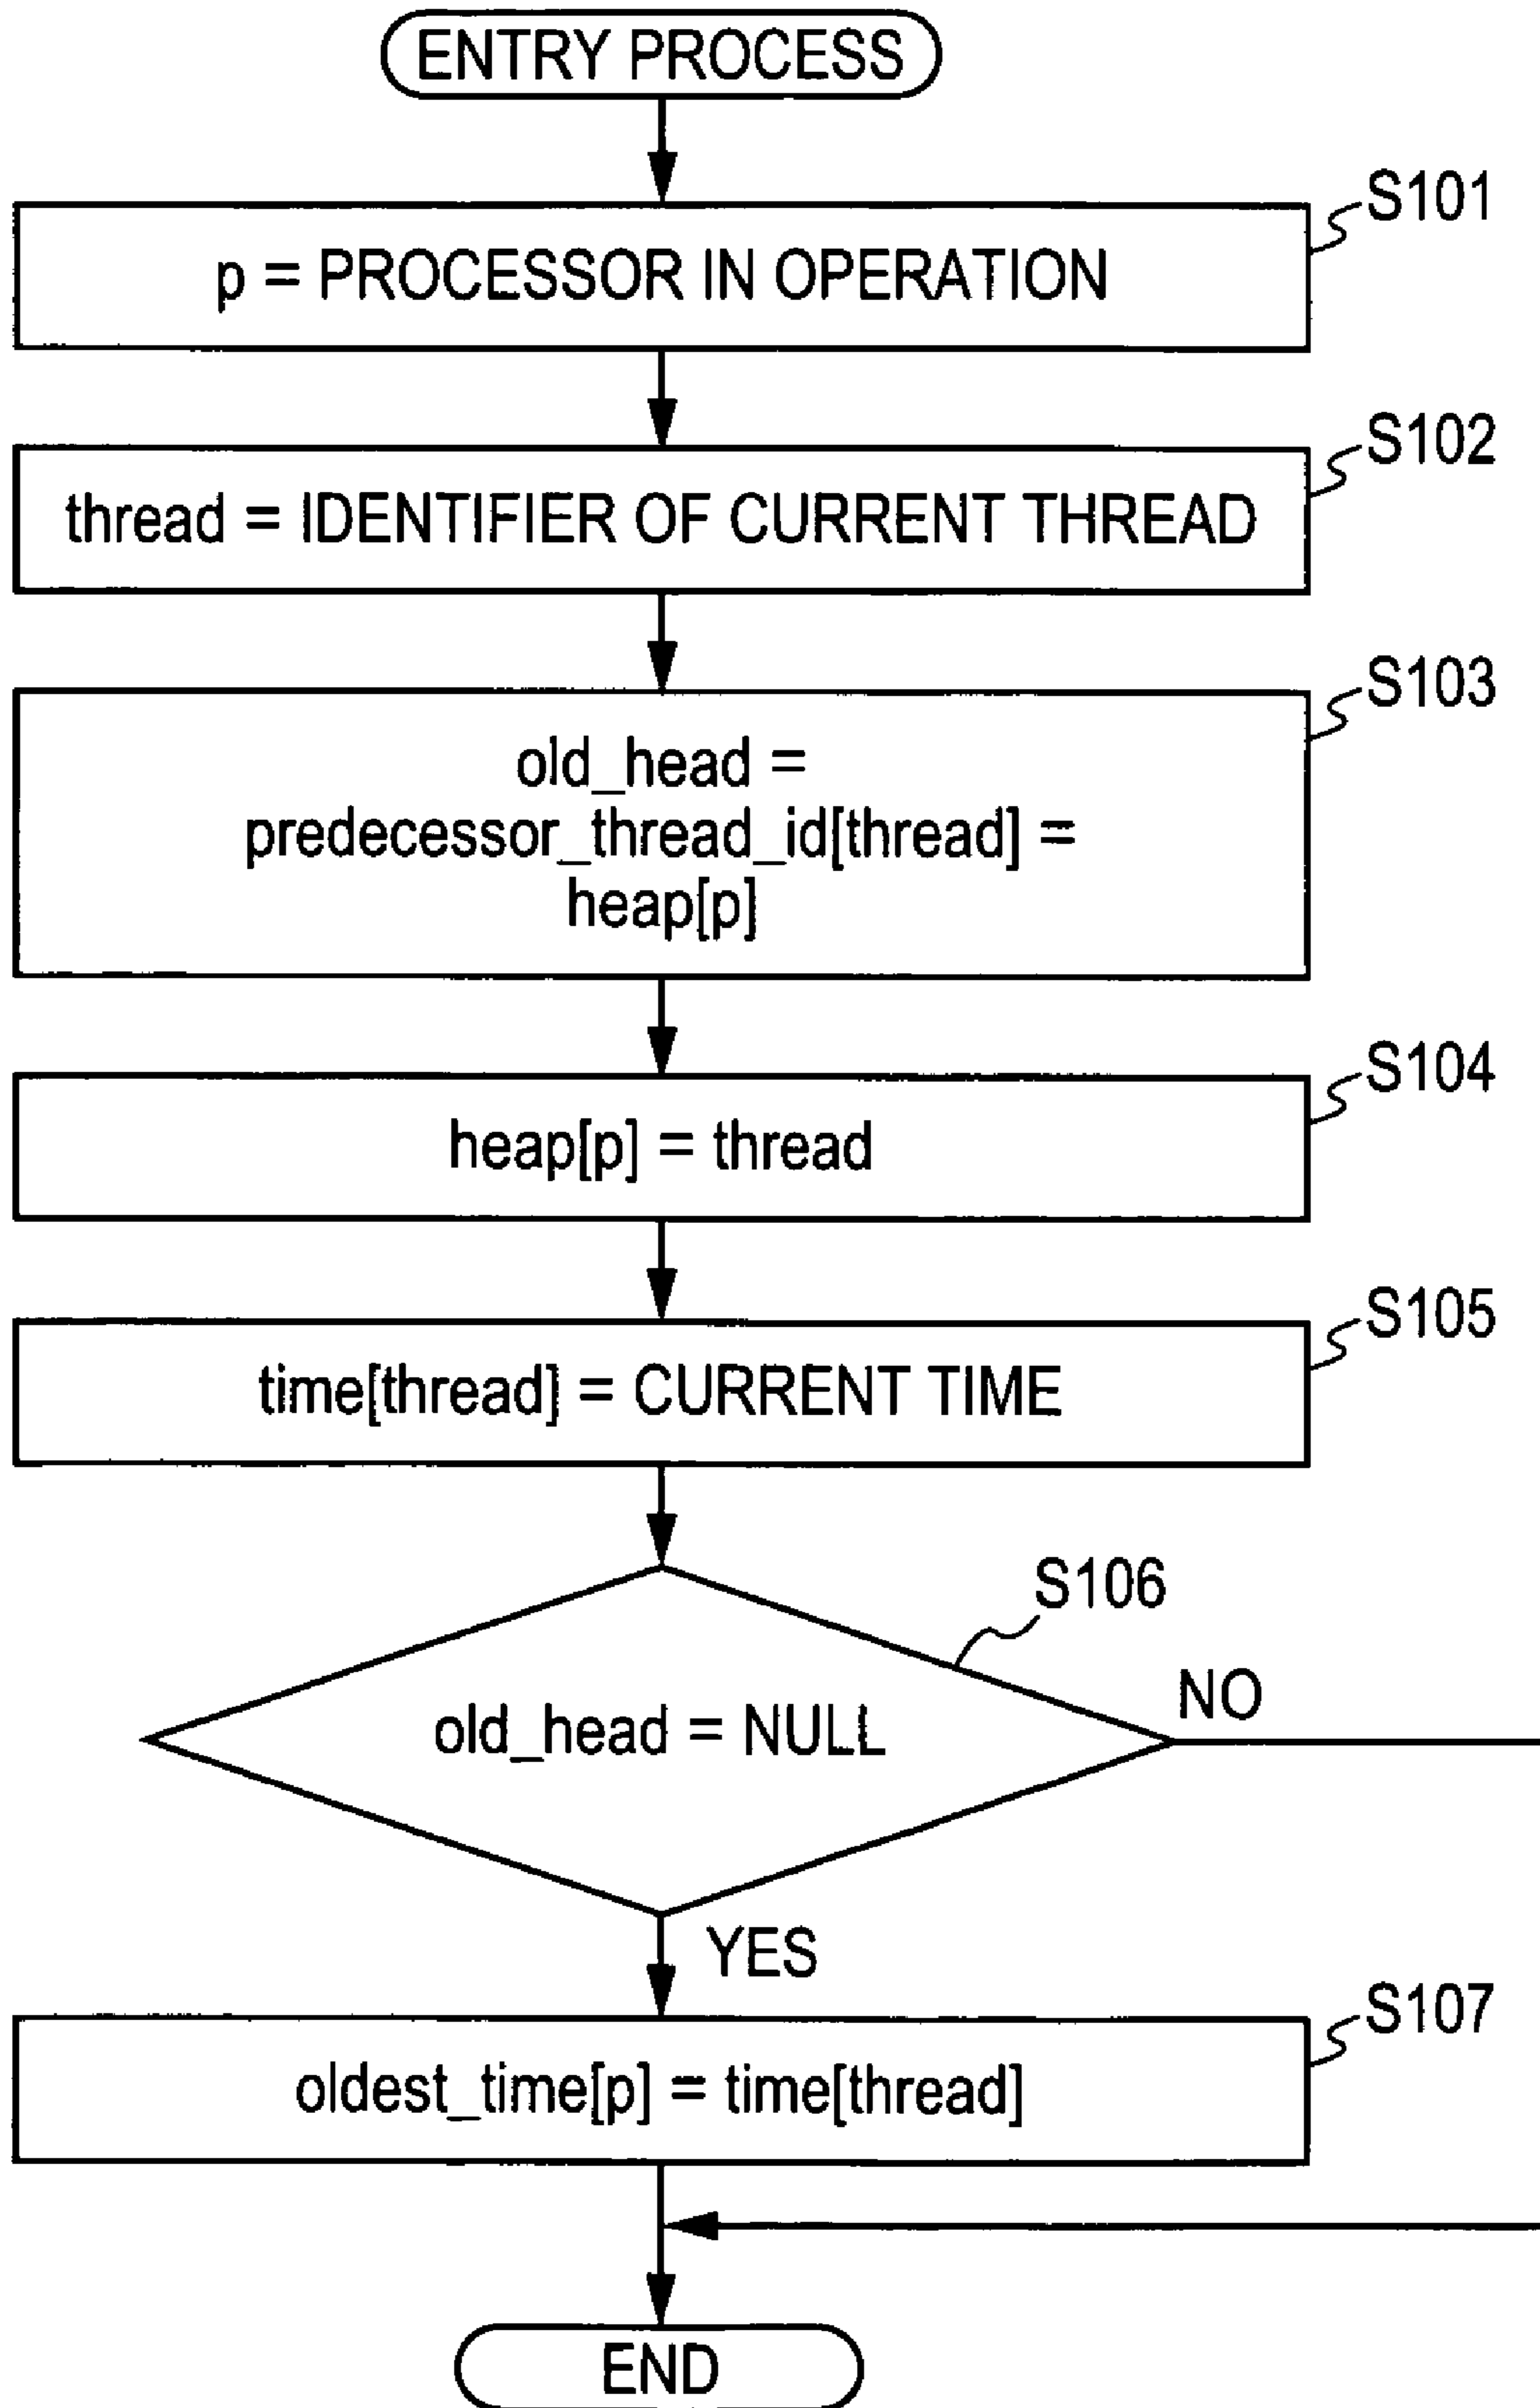 ENTRY PROCESS
S101
p = PROCESSOR IN OPERATION
S102
thread = IDENTIFIER OF CURRENT THREAD
S103
old_head =
predecessor_thread_id[thread] =
heap[p]
S104
heap[p] = thread
S105
time[thread] = CURRENT TIME
S106
old_head = NULL
NO
YES
S107
oldest_time[p] = time[thread]
END